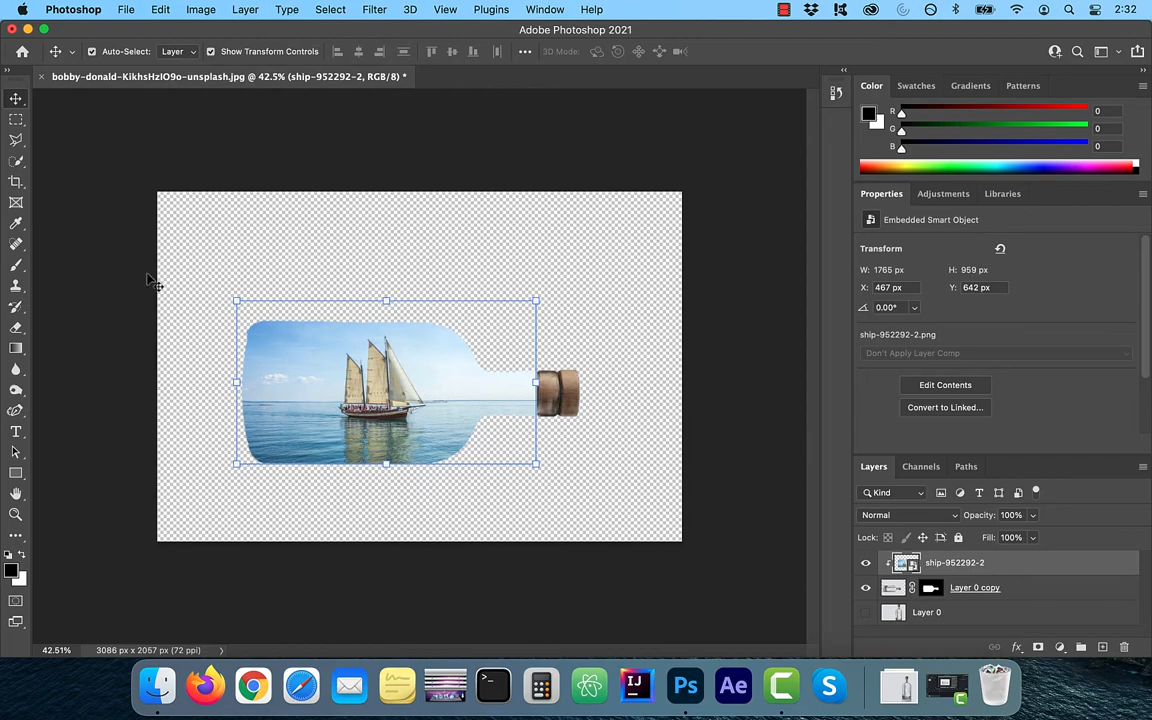 Photoshop File Edit Image Layer Type Select Filter 3D View Plugins Window Help 2:32
Adobe Photoshop 2021
Auto-Select: Layer Show Transform Controls 3D Mode:
bobby-donald-KikhsHzIO9o-unsplash.jpg @ 42.5% (ship-952292-2, RGB/8) *
Color Swatches Gradients Patterns
R 0
G 0
B 0
Properties Adjustments Libraries
Embedded Smart Object
Transform
W: 1765 px H: 959 px
X: 467 px Y: 642 px
0.00°
ship-952292-2.png
Don't Apply Layer Comp
Edit Contents
Convert to Linked...
Layers Channels Paths
Kind
Normal Opacity: 100%
Lock: Fill: 100%
ship-952292-2
Layer 0 copy
Layer 0
42.51% 3086 px x 2057 px (72 ppi)
IJ Ps Ae